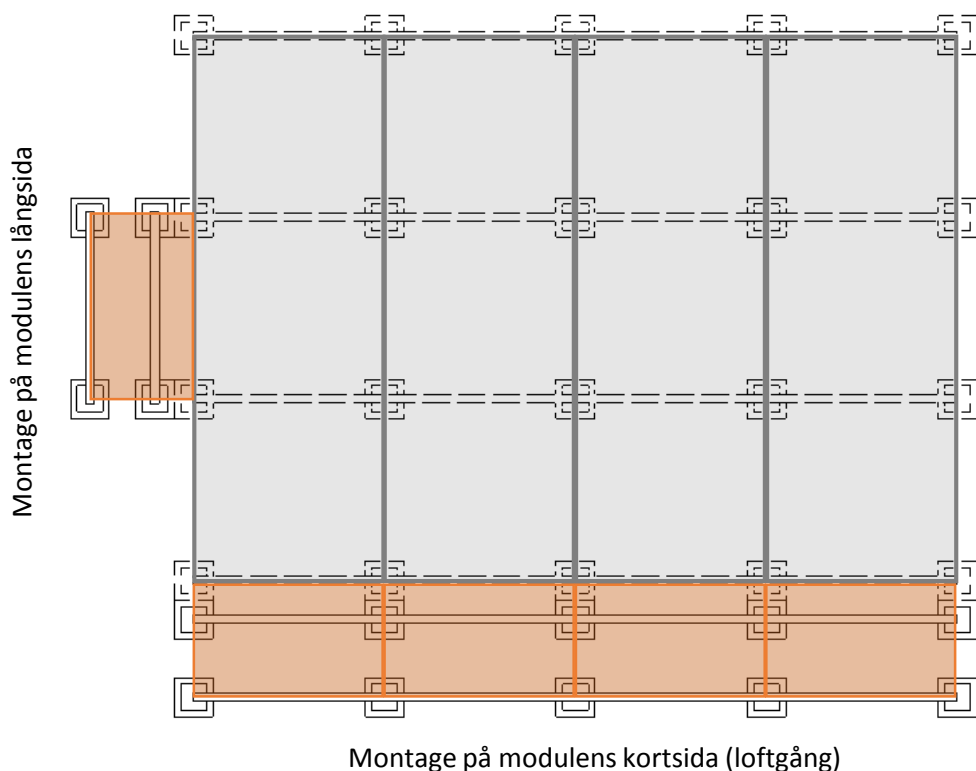 Montage på modulens långsida
Montage på modulens kortsida (loftgång)